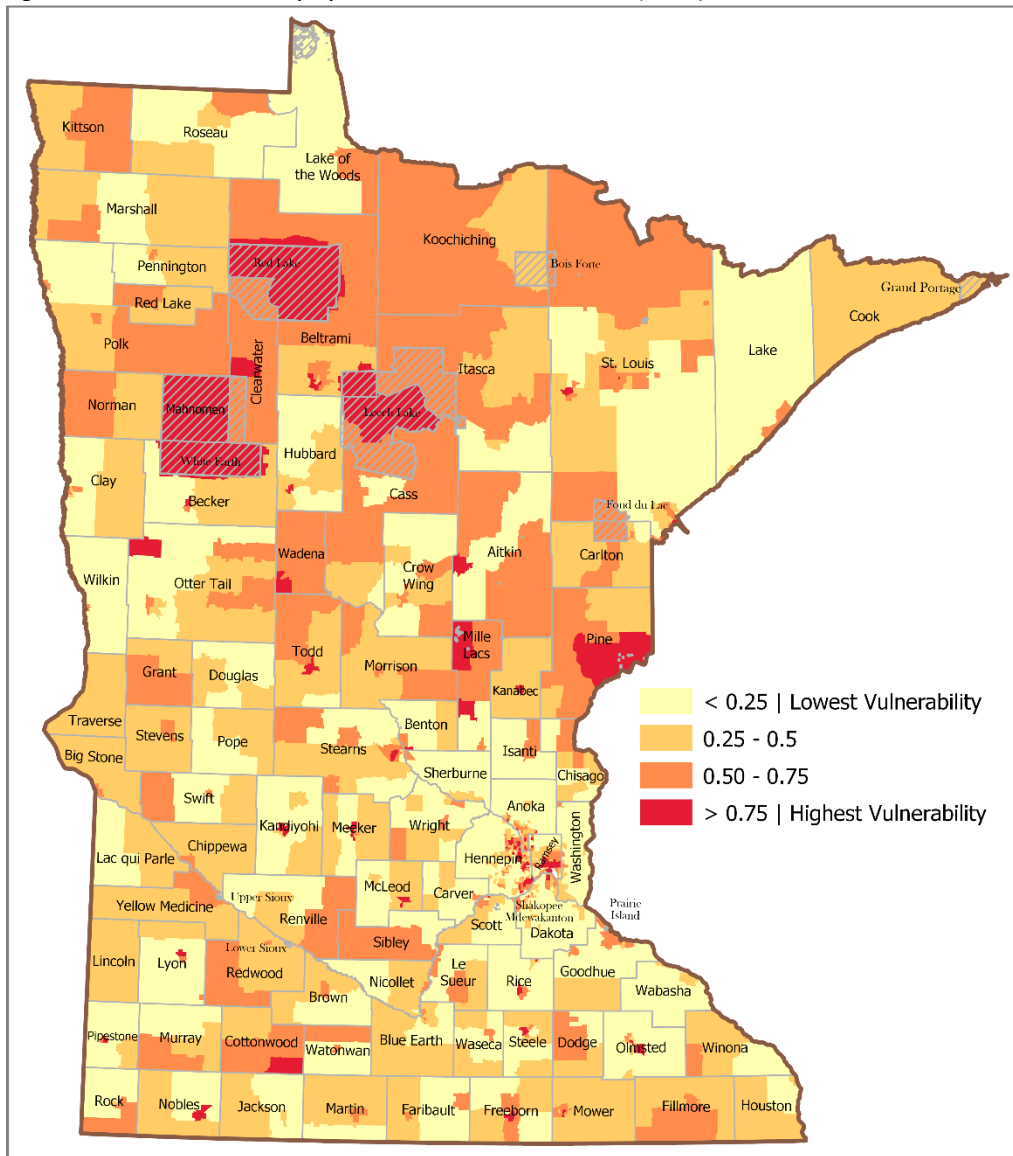 Kittson
Roseau
Lake of
the Woods
Marshall
Koochiching
Pennington
Red Lake
Bois Forte
Grand Portage
Red Lake
Cook
Polk
Clearwater
Beltrami
Itasca
St. Louis
Lake
Norman
Mahnomen
Leech Lake
White Earth
Hubbard
Clay
Becker
Cass
Fond du Lac
Wadena
Aitkin
Carlton
Wilkin
Otter Tail
Crow
Wing
Todd
Mille
Lacs
Pine
Grant
Douglas
Morrison
Kanabec
Traverse
Stevens
Pope
Stearns
Benton
Isanti
Big Stone
Sherburne
Chisago
Swift
Anoka
Kandiyohi
Meeker
Wright
Chippewa
Hennepin
Ramsey
Washington
Lac qui Parle
McLeod
Carver
Upper Sioux
Shakopee
Mdewakanton
Prairie
Island
Yellow Medicine
Renville
Scott
Dakota
Sibley
Lower Sioux
Lincoln
Lyon
Redwood
Nicollet
Le
Sueur
Rice
Goodhue
Wabasha
Brown
Pipestone
Murray
Cottonwood
Watonwan
Blue Earth
Waseca
Steele
Dodge
Olmsted
Winona
Rock
Nobles
Jackson
Martin
Faribault
Freeborn
Mower
Fillmore
Houston
< 0.25 | Lowest Vulnerability
0.25 - 0.5
0.50 - 0.75
> 0.75 | Highest Vulnerability